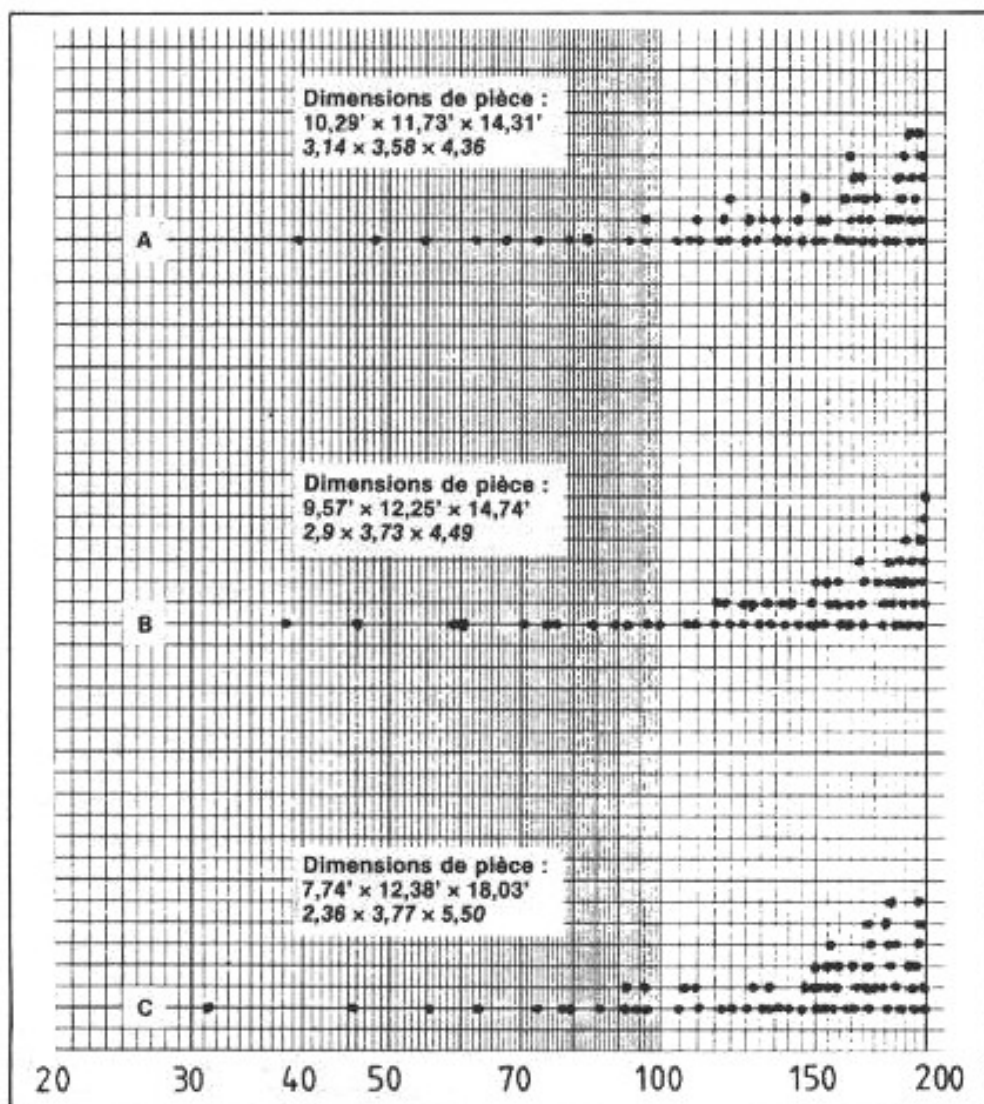 Dimensions de pièce :
10,29' × 11,73' × 14,31'
3,14 × 3,58 × 4,36
A
Dimensions de pièce :
9,57' × 12,25' × 14,74'
2,9 × 3,73 × 4,49
B
Dimensions de pièce :
7,74' × 12,38' × 18,03'
2,36 × 3,77 × 5,50
C
20 30 40 50 70 100 150 200